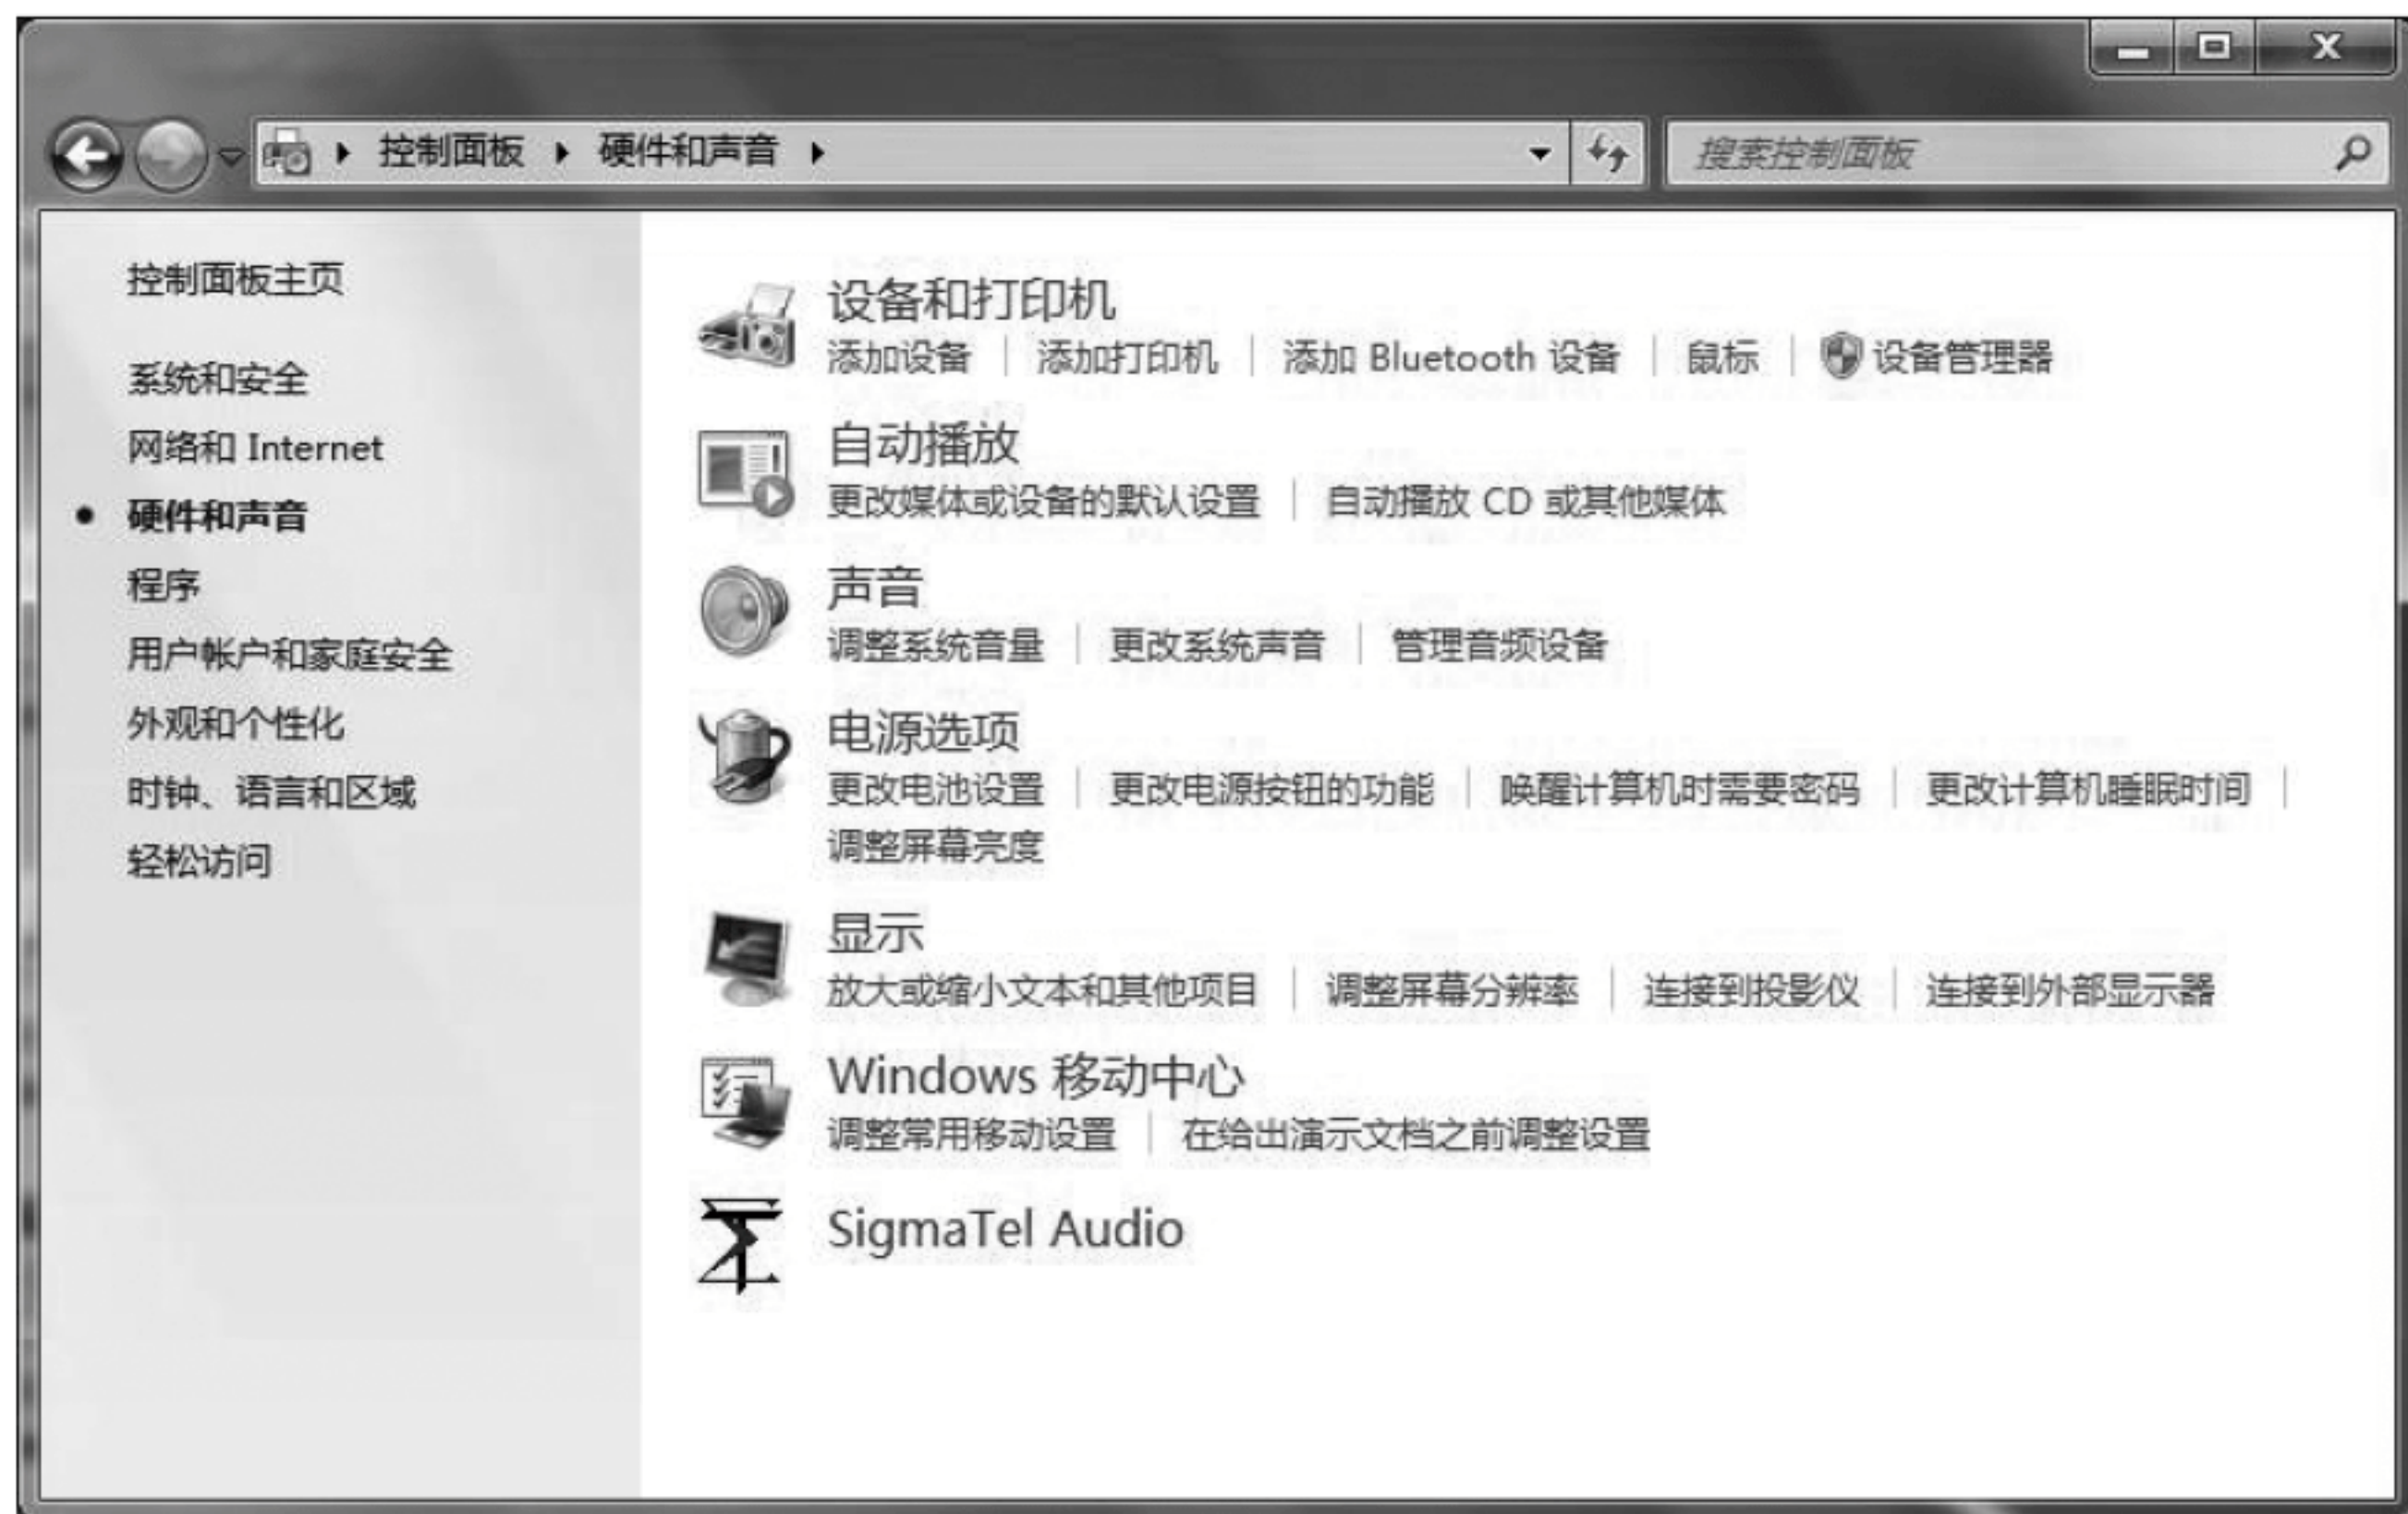 控制面板 硬件和声音 搜索控制面板
控制面板主页
系统和安全
网络和 Internet
硬件和声音
程序
用户帐户和家庭安全
外观和个性化
时钟、语言和区域
轻松访问
设备和打印机
添加设备 添加打印机 添加 Bluetooth 设备 鼠标 设备管理器
自动播放
更改媒体或设备的默认设置 自动播放 CD 或其他媒体
声音
调整系统音量 更改系统声音 管理音频设备
电源选项
更改电池设置 更改电源按钮的功能 唤醒计算机时需要密码 更改计算机睡眠时间
调整屏幕亮度
显示
放大或缩小文本和其他项目 调整屏幕分辨率 连接到投影仪 连接到外部显示器
Windows 移动中心
调整常用移动设置 在给出演示文档之前调整设置
SigmaTel Audio